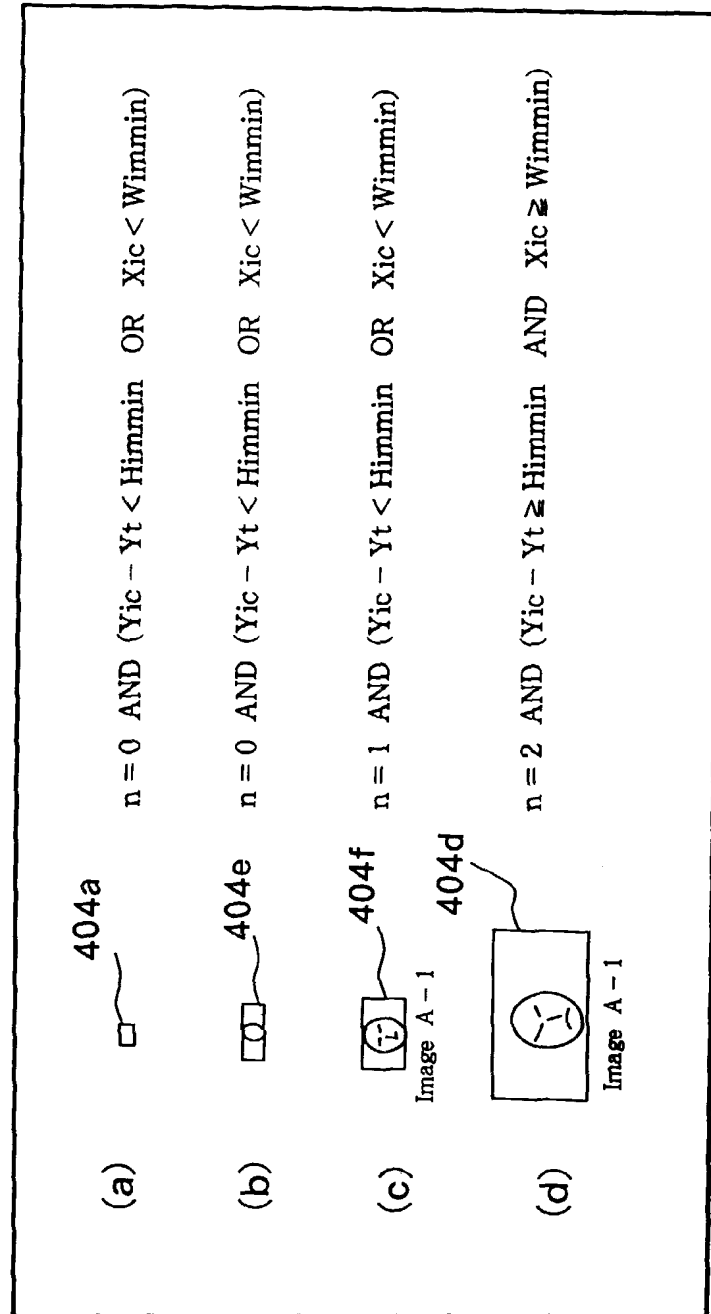 (a) 404a n = 0 AND (Yic − Yt < Himmin OR Xic < Wimmin)
(b) 404e n = 0 AND (Yic − Yt < Himmin OR Xic < Wimmin)
(c) 404f n = 1 AND (Yic − Yt < Himmin OR Xic < Wimmin)
Image A − 1
(d) 404d n = 2 AND (Yic − Yt ≧ Himmin AND Xic ≧ Wimmin)
Image A − 1